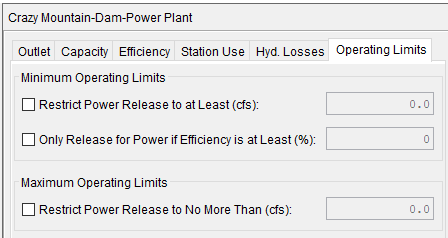 Crazy Mountain-Dam-Power Plant
Outlet Capacity Efficiency Station Use Hyd. Losses Operating Limits
Minimum Operating Limits
Restrict Power Release to at Least (cfs): 0.0
Only Release for Power if Efficiency is at Least (%): 0
Maximum Operating Limits
Restrict Power Release to No More Than (cfs): 0.0